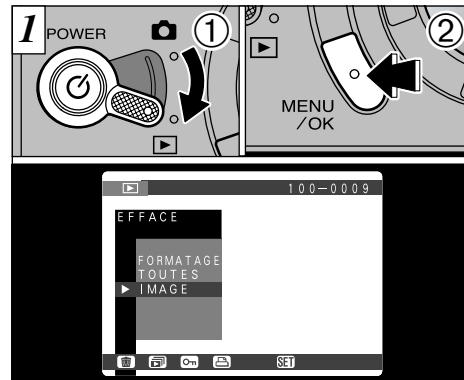 1
POWER
①
②
MENU
/OK
100-0009
EFFACE
FORMATAGE
TOUTES
IMAGE
SET